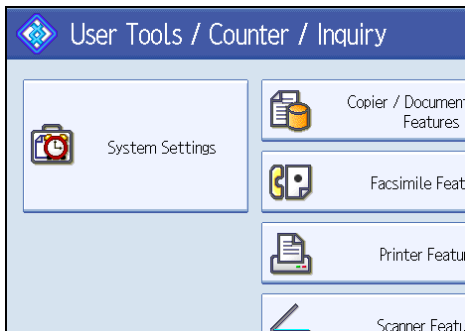 User Tools / Counter / Inquiry
System Settings
Copier / Document
Features
Facsimile Feat
Printer Featur
Scanner Featu